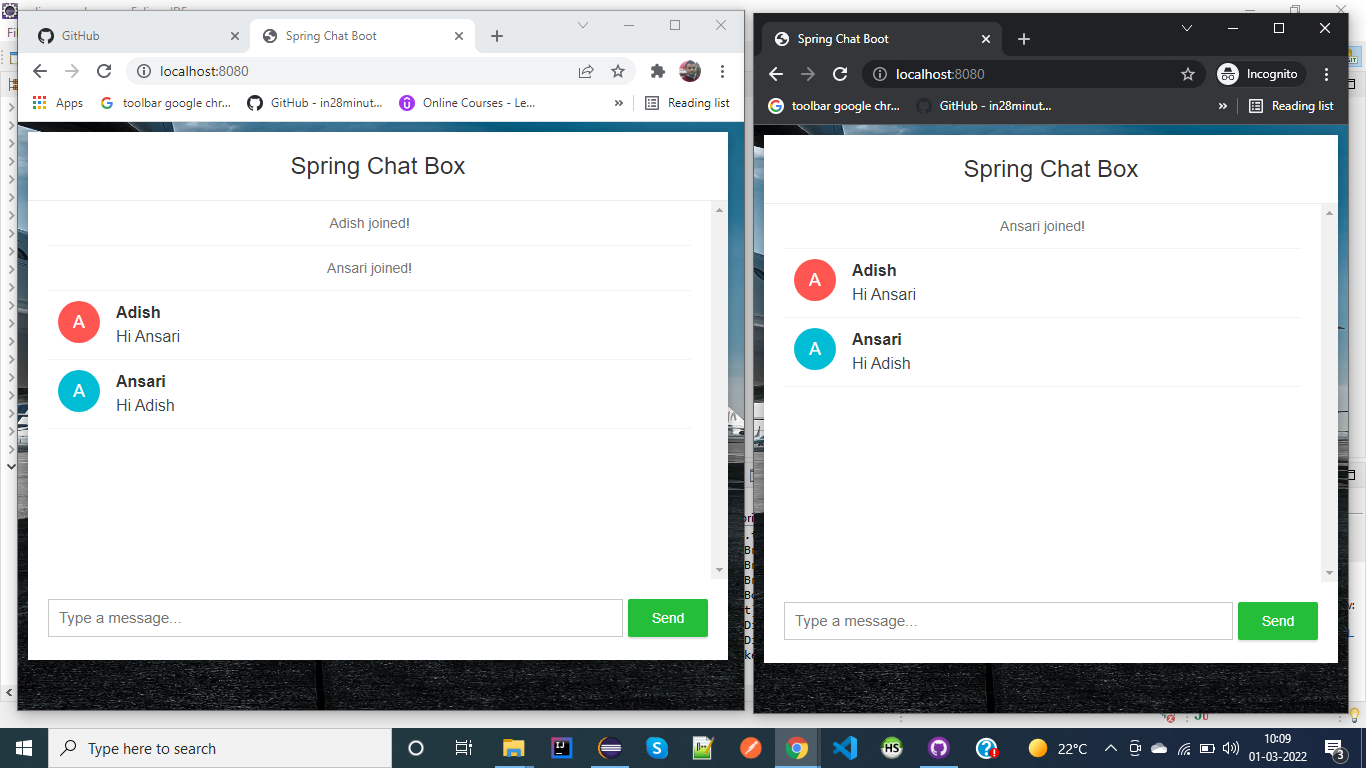 GitHub
Spring Chat Boot
localhost:8080
Apps
toolbar google chr...
GitHub - in28minut...
Online Courses - Le...
»
Reading list
Spring Chat Box
Adish joined!
Ansari joined!
A
Adish
Hi Ansari
A
Ansari
Hi Adish
Type a message...
Send
Spring Chat Boot
localhost:8080
Incognito
toolbar google chr...
GitHub - in28minut...
»
Reading list
Spring Chat Box
Ansari joined!
A
Adish
Hi Ansari
A
Ansari
Hi Adish
Type a message...
Send
Type here to search
HS
22°C
10:09
01-03-2022
3